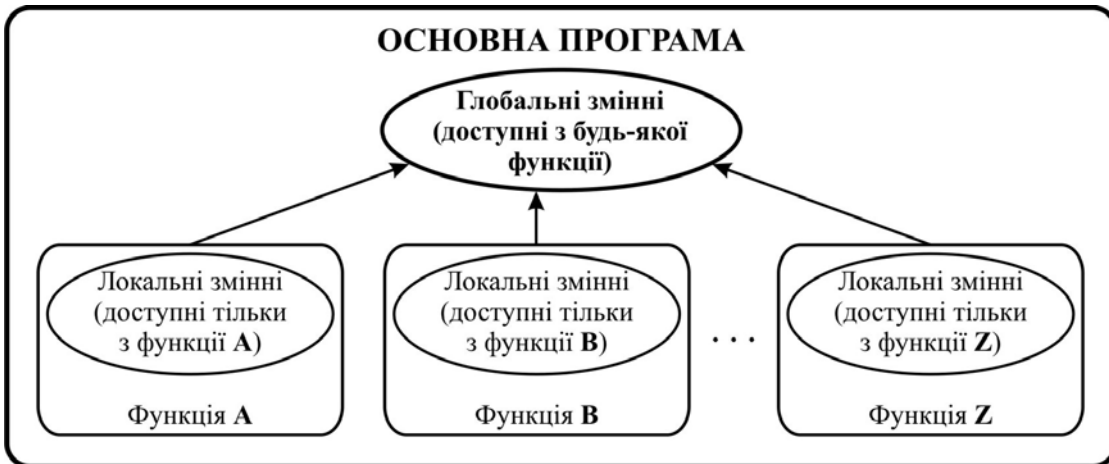 ОСНОВНА ПРОГРАМА
Глобальні змінні
(доступні з будь-якої
функції)
Локальні змінні
(доступні тільки
з функції A)
Функція A
Локальні змінні
(доступні тільки
з функції B)
Функція B
. . .
Локальні змінні
(доступні тільки
з функції Z)
Функція Z